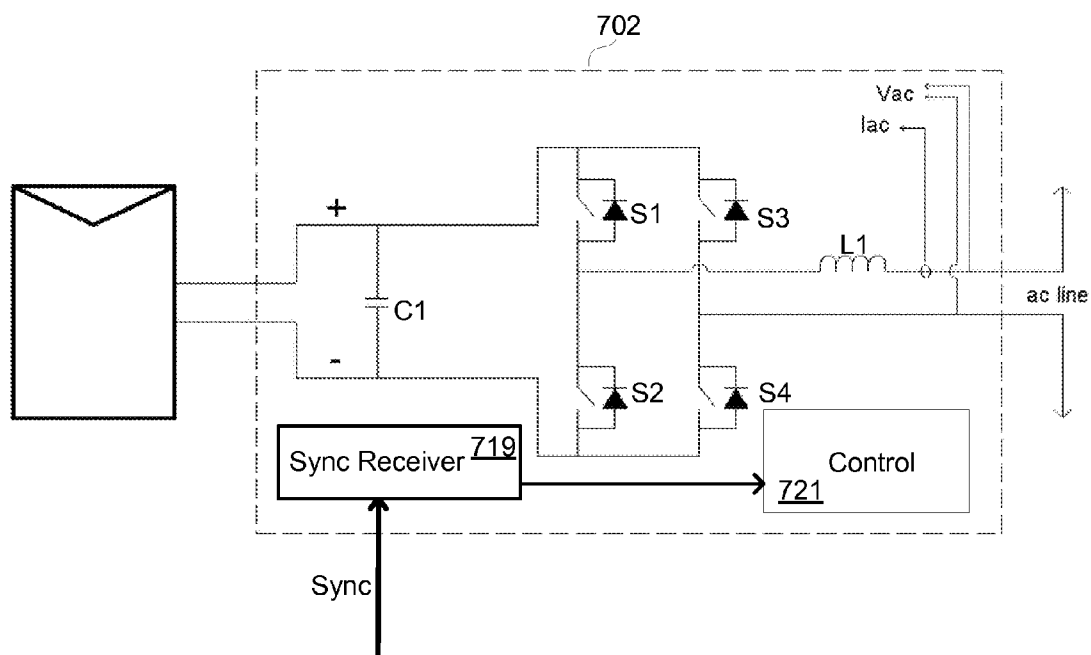 702
Vac
Iac
+
S1
S3
L1
C1
ac line
-
S2
S4
Sync Receiver 719
Control
721
Sync